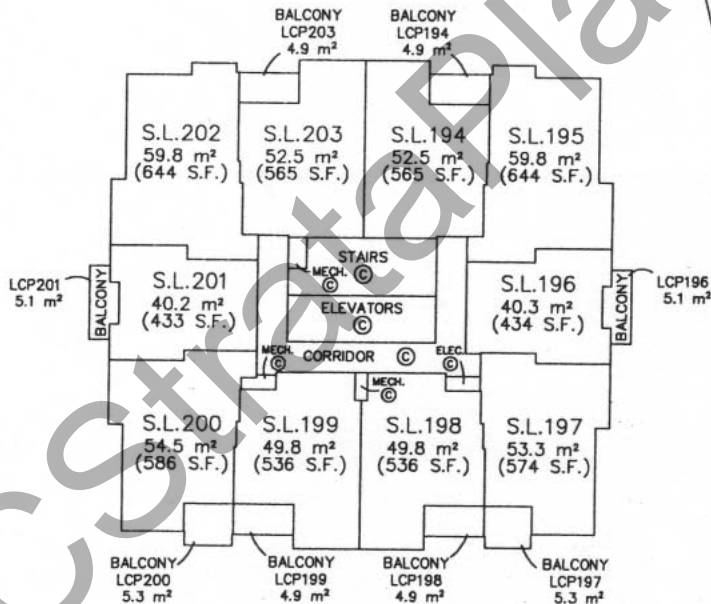 BALCONY
LCP203
4.9 m²
BALCONY
LCP194
4.9 m²
S.L.202
59.8 m²
(644 S.F.)
S.L.203
52.5 m²
(565 S.F.)
S.L.194
52.5 m²
(565 S.F.)
S.L.195
59.8 m²
(644 S.F.)
LCP201
5.1 m²
BALCONY
S.L.201
40.2 m²
(433 S.F.)
STAIRS
©
MECH.
©
ELEVATORS
©
S.L.196
40.3 m²
(434 S.F.)
BALCONY
LCP196
5.1 m²
MECH.
©
CORRIDOR ©
ELEC.
©
MECH.
©
S.L.200
54.5 m²
(586 S.F.)
S.L.199
49.8 m²
(536 S.F.)
S.L.198
49.8 m²
(536 S.F.)
S.L.197
53.3 m²
(574 S.F.)
BALCONY
LCP200
5.3 m²
BALCONY
LCP199
4.9 m²
BALCONY
LCP198
4.9 m²
BALCONY
LCP197
5.3 m²
CStrataPla